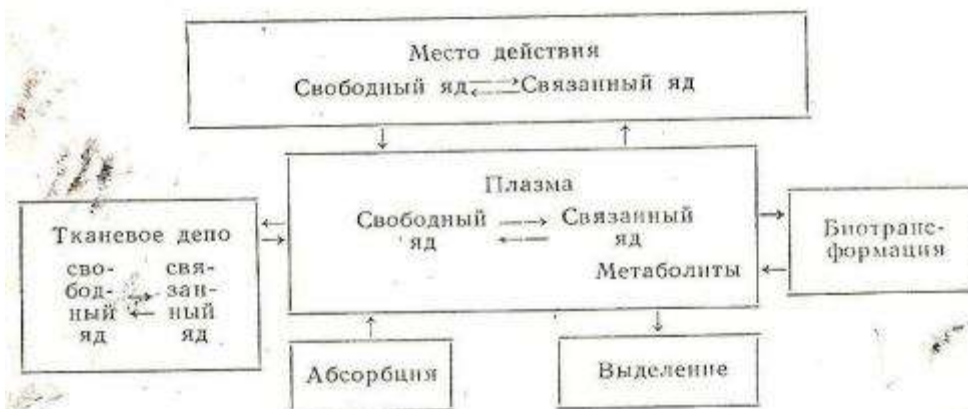 Место действия
Свободный яд Связанный яд
Плазма
Свободный яд
Связанный яд
Метаболиты
Тканевое депо
сво-
бод-
ный
яд
свя-
зан-
ный
яд
Биотранс-
формация
Абсорбция
Выделение